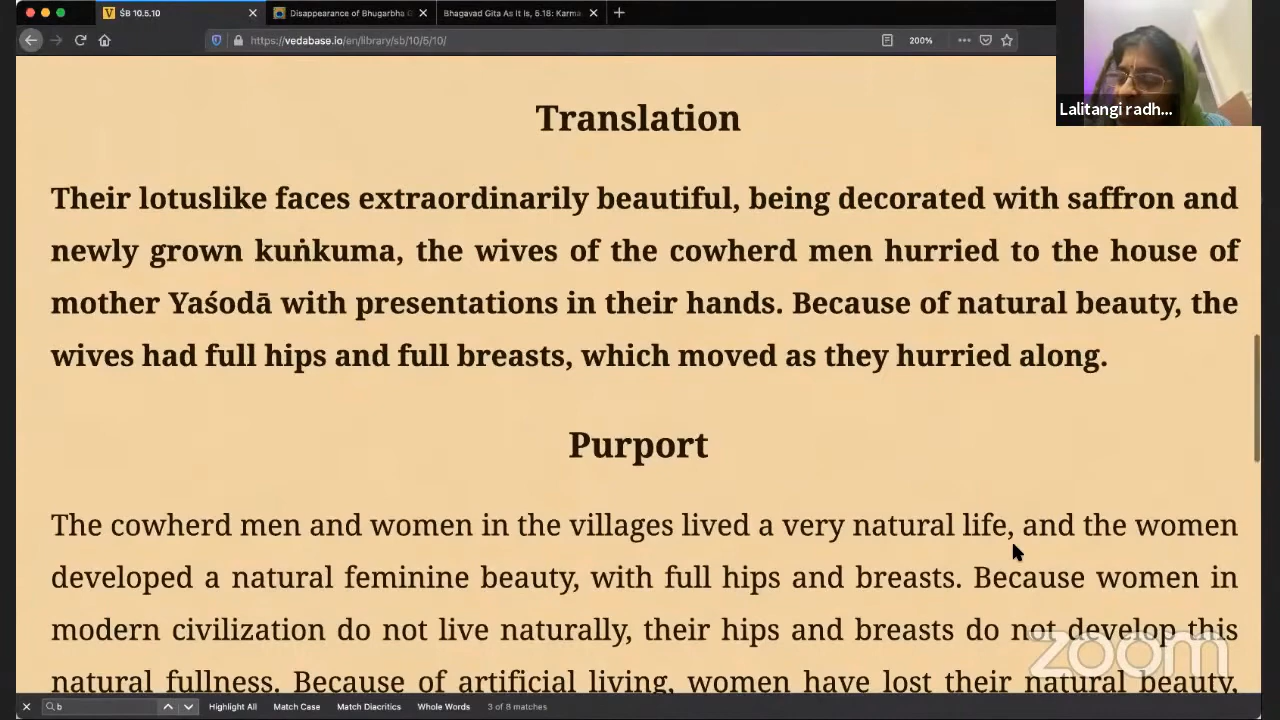 ŚB 10.5.10
Disappearance of Bhugarbha G
Bhagavad Gita As It Is, 5.18: Karma
https://vedabase.io/en/library/sb/10/5/10/
200%
Lalitangi radh...
Translation
Their lotuslike faces extraordinarily beautiful, being decorated with saffron and
newly grown kuṅkuma, the wives of the cowherd men hurried to the house of
mother Yaśodā with presentations in their hands. Because of natural beauty, the
wives had full hips and full breasts, which moved as they hurried along.
Purport
The cowherd men and women in the villages lived a very natural life, and the women
developed a natural feminine beauty, with full hips and breasts. Because women in
modern civilization do not live naturally, their hips and breasts do not develop this
natural fullness. Because of artificial living, women have lost their natural beauty,
zoom
b
Highlight All
Match Case
Match Diacritics
Whole Words
3 of 8 matches